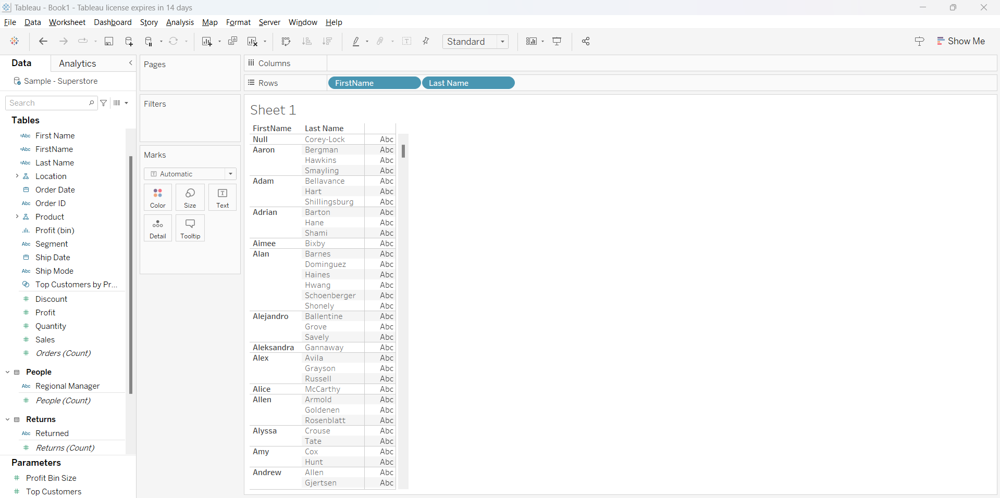 Tableau - Book1 - Tableau license expires in 14 days
File Data Worksheet Dashboard Story Analysis Map Format Server Window Help
Standard
Show Me
Data Analytics
Sample - Superstore
Search
Tables
=Abc First Name
=Abc FirstName
=Abc Last Name
Location
Order Date
Abc Order ID
Product
Profit (bin)
Abc Segment
Ship Date
Abc Ship Mode
Top Customers by Pr...
# Discount
# Profit
# Quantity
# Sales
# Orders (Count)
People
Abc Regional Manager
# People (Count)
Returns
Abc Returned
# Returns (Count)
Parameters
# Profit Bin Size
# Top Customers
Pages
Filters
Marks
T Automatic
Color Size T Text
Detail Tooltip
Columns
Rows FirstName Last Name
Sheet 1
FirstName Last Name
Null Corey-Lock Abc
Aaron Bergman Abc
Hawkins Abc
Smayling Abc
Adam Bellavance Abc
Hart Abc
Shillingsburg Abc
Adrian Barton Abc
Hane Abc
Shami Abc
Aimee Bixby Abc
Alan Barnes Abc
Dominguez Abc
Haines Abc
Hwang Abc
Schoenberger Abc
Shonely Abc
Alejandro Ballentine Abc
Grove Abc
Savely Abc
Aleksandra Gannaway Abc
Alex Avila Abc
Grayson Abc
Russell Abc
Alice McCarthy Abc
Allen Armold Abc
Goldenen Abc
Rosenblatt Abc
Alyssa Crouse Abc
Tate Abc
Amy Cox Abc
Hunt Abc
Andrew Allen Abc
Gjertsen Abc